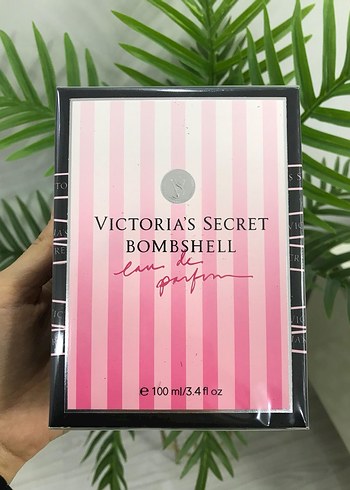 VICTORIA'S SECRET
BOMBSHELL
eau de
parfum
e 100 ml/3.4 fl oz